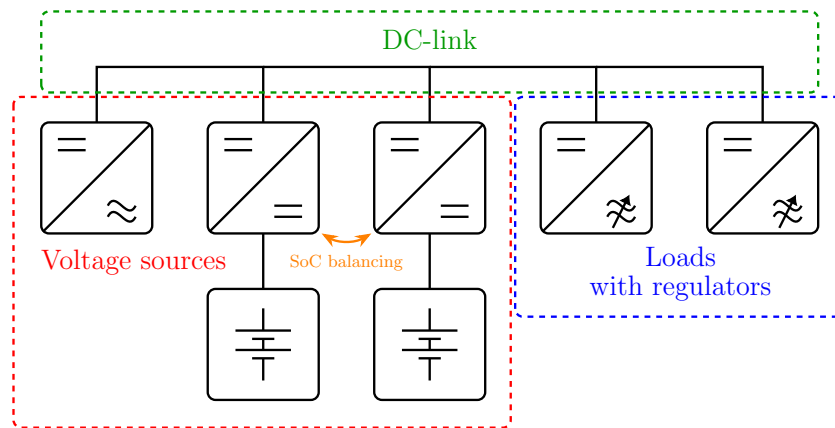 DC-link
Voltage sources
SoC balancing
Loads
with regulators